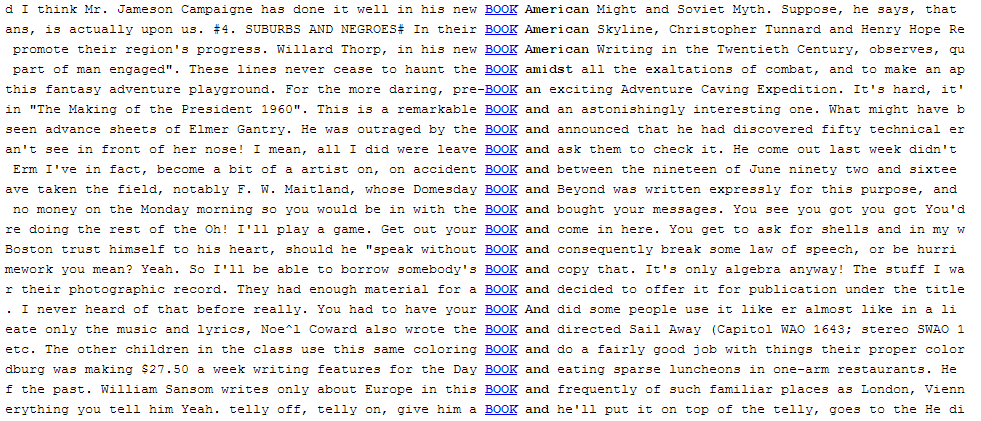 d I think Mr. Jameson Campaigne has done it well in his new BOOK American Might and Soviet Myth. Suppose, he says, that
ans, is actually upon us. #4. SUBURBS AND NEGROES# In their BOOK American Skyline, Christopher Tunnard and Henry Hope Re
promote their region's progress. Willard Thorp, in his new BOOK American Writing in the Twentieth Century, observes, qu
part of man engaged". These lines never cease to haunt the BOOK amidst all the exaltations of combat, and to make an ap
this fantasy adventure playground. For the more daring, pre-BOOK an exciting Adventure Caving Expedition. It's hard, it'
in "The Making of the President 1960". This is a remarkable BOOK and an astonishingly interesting one. What might have b
seen advance sheets of Elmer Gantry. He was outraged by the BOOK and announced that he had discovered fifty technical er
an't see in front of her nose! I mean, all I did were leave BOOK and ask them to check it. He come out last week didn't
Erm I've in fact, become a bit of a artist on, on accident BOOK and between the nineteen of June ninety two and sixtee
ave taken the field, notably F. W. Maitland, whose Domesday BOOK and Beyond was written expressly for this purpose, and
no money on the Monday morning so you would be in with the BOOK and bought your messages. You see you got you got You'd
re doing the rest of the Oh! I'll play a game. Get out your BOOK and come in here. You get to ask for shells and in my w
Boston trust himself to his heart, should he "speak without BOOK and consequently break some law of speech, or be hurri
mework you mean? Yeah. So I'll be able to borrow somebody's BOOK and copy that. It's only algebra anyway! The stuff I wa
r their photographic record. They had enough material for a BOOK and decided to offer it for publication under the title
. I never heard of that before really. You had to have your BOOK And did some people use it like er almost like in a li
eate only the music and lyrics, Noe^l Coward also wrote the BOOK and directed Sail Away (Capitol WAO 1643; stereo SWAO 1
etc. The other children in the class use this same coloring BOOK and do a fairly good job with things their proper color
dburg was making $27.50 a week writing features for the Day BOOK and eating sparse luncheons in one-arm restaurants. He
f the past. William Sansom writes only about Europe in this BOOK and frequently of such familiar places as London, Vienn
erything you tell him Yeah. telly off, telly on, give him a BOOK and he'll put it on top of the telly, goes to the He di